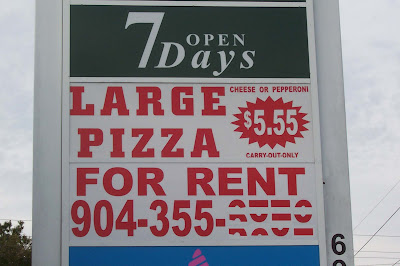 7 OPEN
Days
LARGE
CHEESE OR PEPPERONI
PIZZA
$5.55
CARRY-OUT-ONLY
FOR RENT
904-355-
6